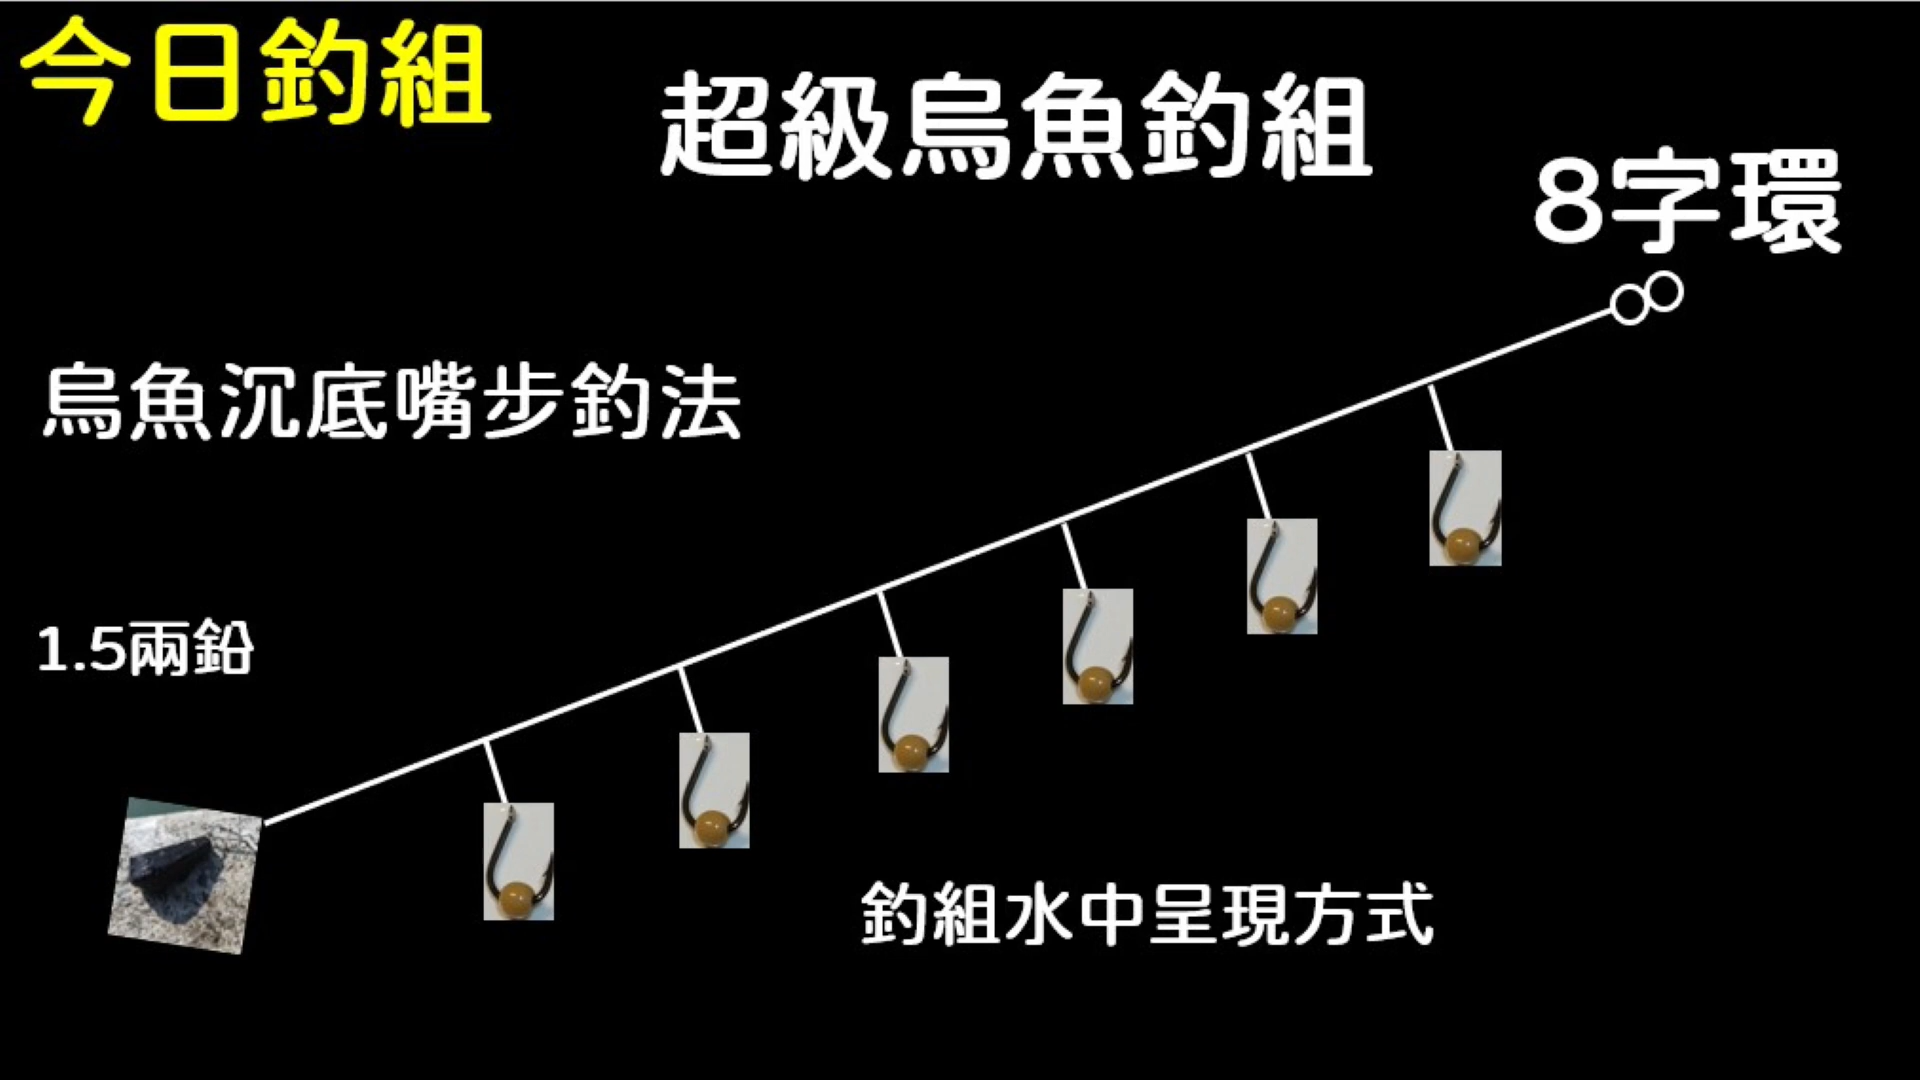 今日釣組
超級烏魚釣組
8字環
烏魚沉底嘴步釣法
1.5兩鉛
釣組水中呈現方式